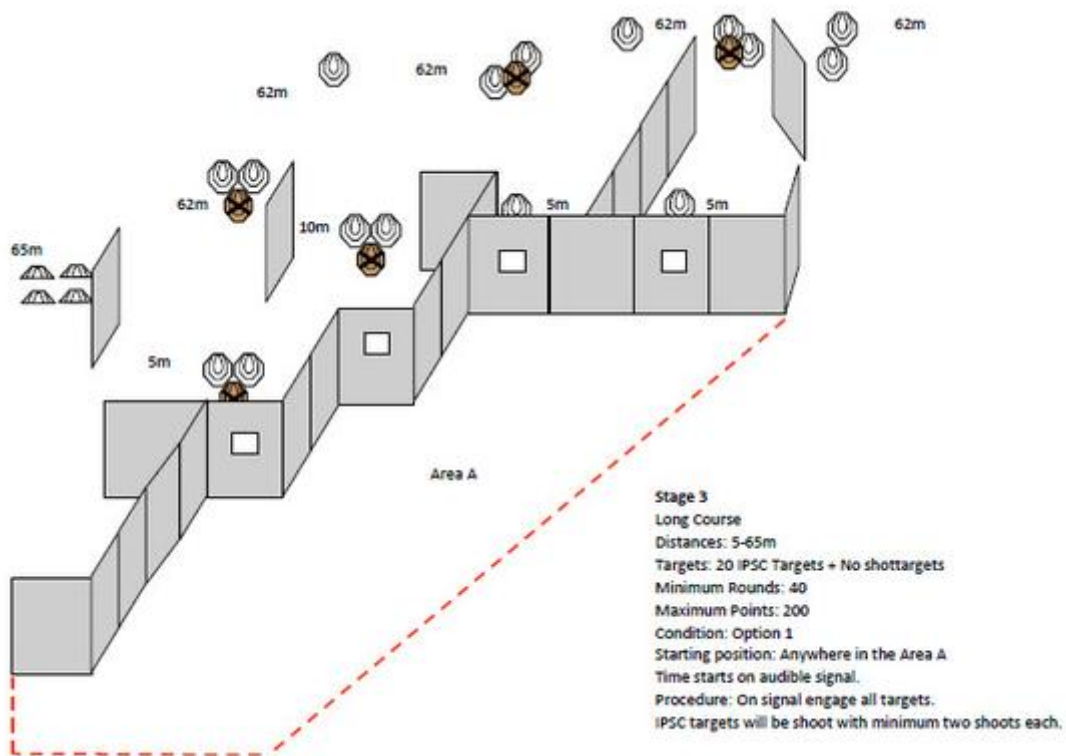 62m
62m
62m
62m
62m
62m
10m
5m
5m
65m
5m
Area A
Stage 3
Long Course
Distances: 5-65m
Targets: 20 IPSC Targets + No shottargets
Minimum Rounds: 40
Maximum Points: 200
Condition: Option 1
Starting position: Anywhere in the Area A
Time starts on audible signal.
Procedure: On signal engage all targets.
IPSC targets will be shoot with minimum two shoots each.